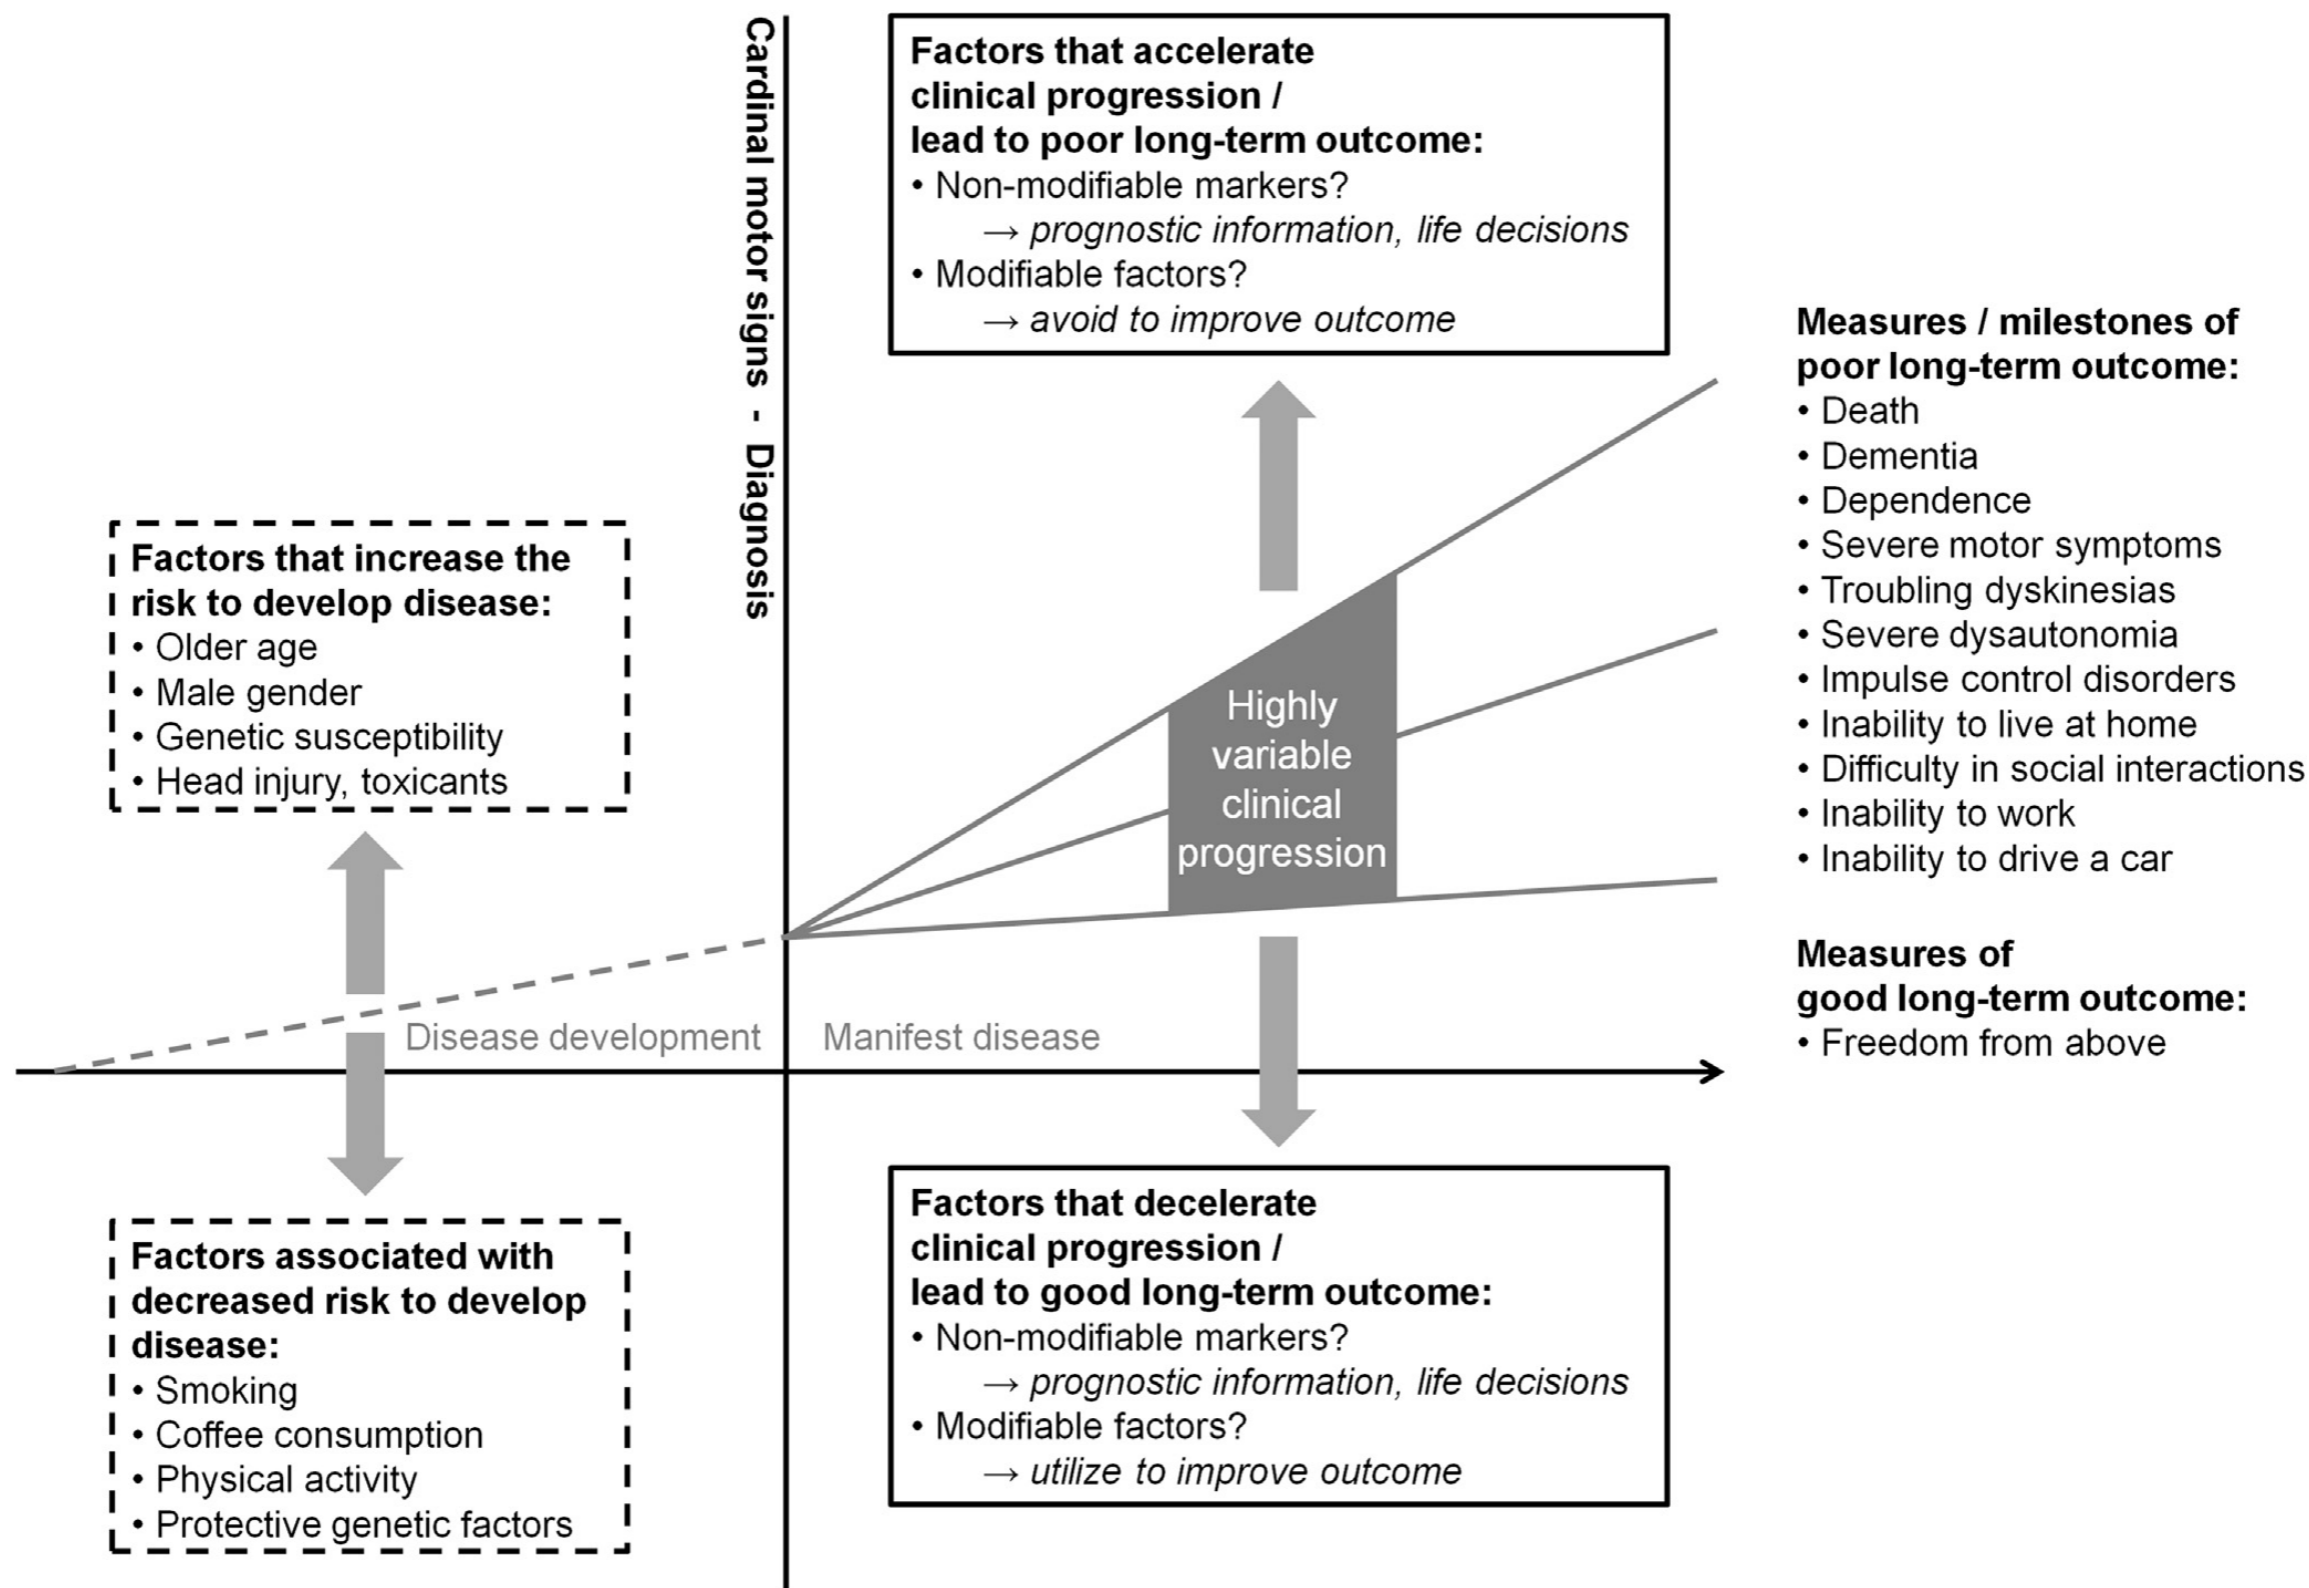 Cardinal motor signs - Diagnosis
Factors that accelerate
clinical progression /
lead to poor long-term outcome:
• Non-modifiable markers?
→ prognostic information, life decisions
• Modifiable factors?
→ avoid to improve outcome
Factors that increase the
risk to develop disease:
• Older age
• Male gender
• Genetic susceptibility
• Head injury, toxicants
Highly
variable
clinical
progression
Measures / milestones of
poor long-term outcome:
• Death
• Dementia
• Dependence
• Severe motor symptoms
• Troubling dyskinesias
• Severe dysautonomia
• Impulse control disorders
• Inability to live at home
• Difficulty in social interactions
• Inability to work
• Inability to drive a car
Measures of
good long-term outcome:
• Freedom from above
Disease development
Manifest disease
Factors associated with
decreased risk to develop
disease:
• Smoking
• Coffee consumption
• Physical activity
• Protective genetic factors
Factors that decelerate
clinical progression /
lead to good long-term outcome:
• Non-modifiable markers?
→ prognostic information, life decisions
• Modifiable factors?
→ utilize to improve outcome